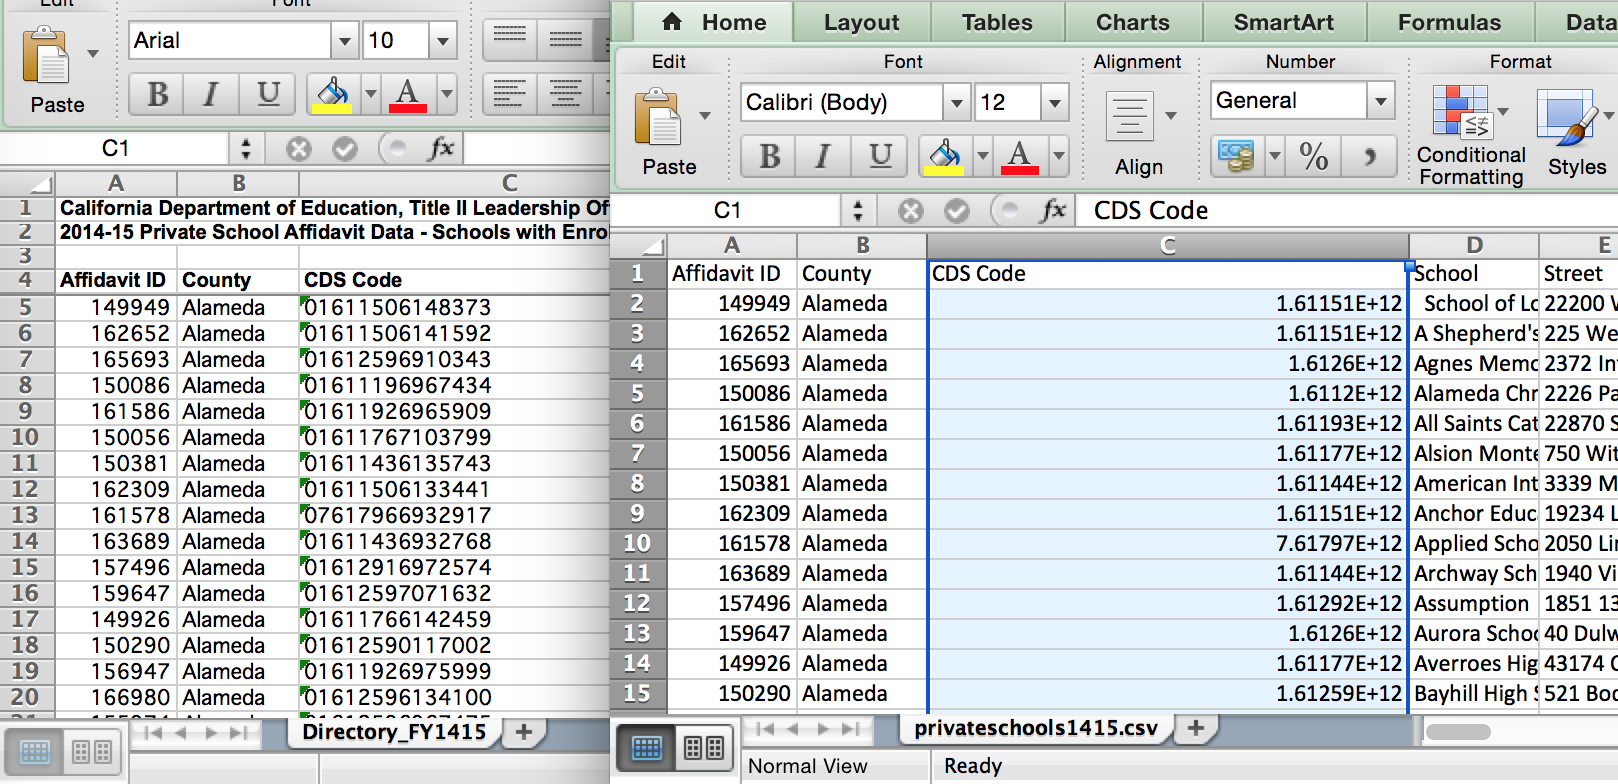 Edit
Font
Arial
10
Paste
B I U
A
C1
fx
A B C
1 California Department of Education, Title II Leadership Of
2 2014-15 Private School Affidavit Data - Schools with Enro
3
4 Affidavit ID County CDS Code
5 149949 Alameda 01611506148373
6 162652 Alameda 01611506141592
7 165693 Alameda 01612596910343
8 150086 Alameda 01611196967434
9 161586 Alameda 01611926965909
10 150056 Alameda 01611767103799
11 150381 Alameda 01611436135743
12 162309 Alameda 01611506133441
13 161578 Alameda 07617966932917
14 163689 Alameda 01611436932768
15 157496 Alameda 01612916972574
16 159647 Alameda 01612597071632
17 149926 Alameda 01611766142459
18 150290 Alameda 01612590117002
19 156947 Alameda 01611926975999
20 166980 Alameda 01612596134100
Directory_FY1415 +
Home Layout Tables Charts SmartArt Formulas Data
Edit Font Alignment Number Format
Calibri (Body) 12
General
Paste
B I U
A
Align
%
Conditional Formatting
Styles
C1
fx CDS Code
A B C D E
1 Affidavit ID County CDS Code School Street
2 149949 Alameda 1.61151E+12 School of Lo 22200 V
3 162652 Alameda 1.61151E+12 A Shepherd's 225 We
4 165693 Alameda 1.6126E+12 Agnes Memo 2372 In
5 150086 Alameda 1.6112E+12 Alameda Chr 2226 Pa
6 161586 Alameda 1.61193E+12 All Saints Cat 22870 S
7 150056 Alameda 1.61177E+12 Alsion Monte 750 Wit
8 150381 Alameda 1.61144E+12 American Int 3339 M
9 162309 Alameda 1.61151E+12 Anchor Educ 19234 L
10 161578 Alameda 7.61797E+12 Applied Scho 2050 Lin
11 163689 Alameda 1.61144E+12 Archway Sch 1940 Vi
12 157496 Alameda 1.61292E+12 Assumption 1851 13
13 159647 Alameda 1.6126E+12 Aurora Schoo 40 Dulw
14 149926 Alameda 1.61177E+12 Averroes Hig 43174 C
15 150290 Alameda 1.61259E+12 Bayhill High S 521 Boo
privateschools1415.csv +
Normal View Ready